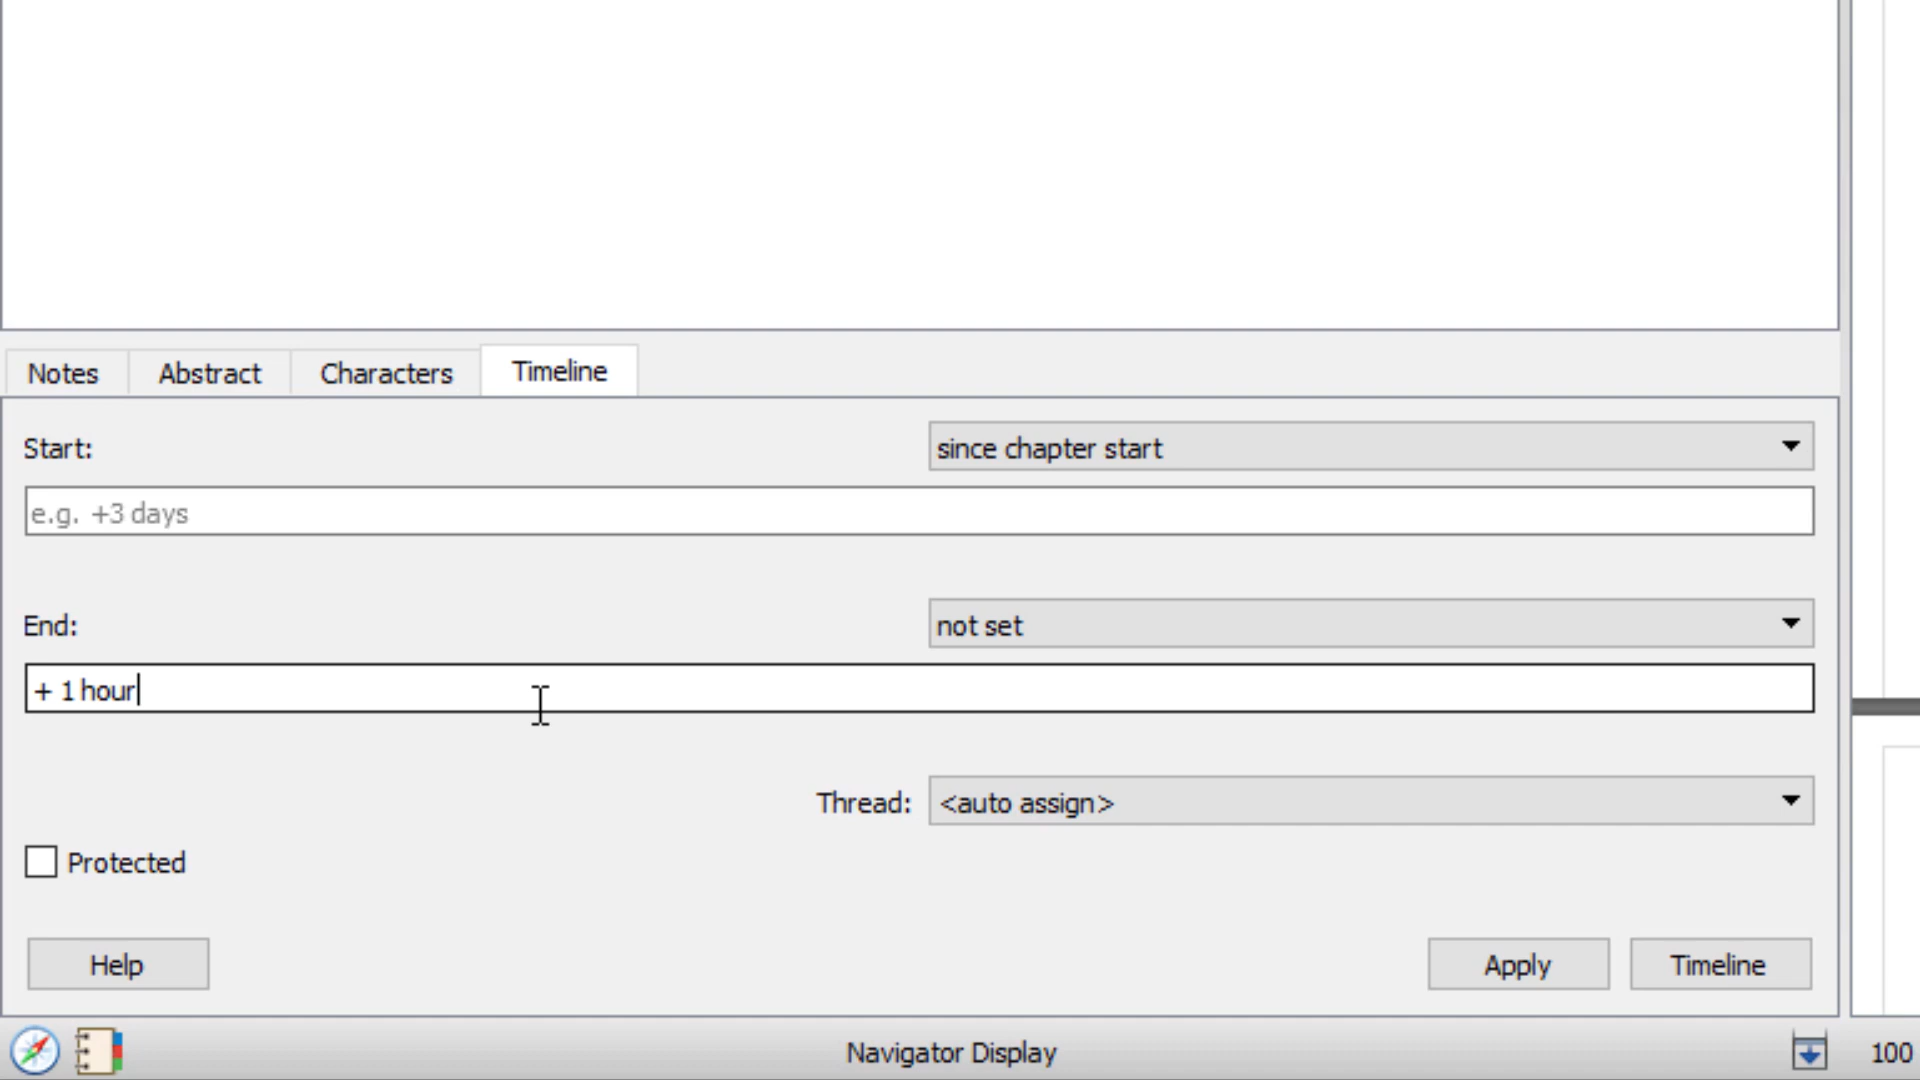 Notes Abstract Characters Timeline
Start: since chapter start
e.g. +3 days
End: not set
+ 1 hour
Thread: <auto assign>
Protected
Help Apply Timeline
Navigator Display 100